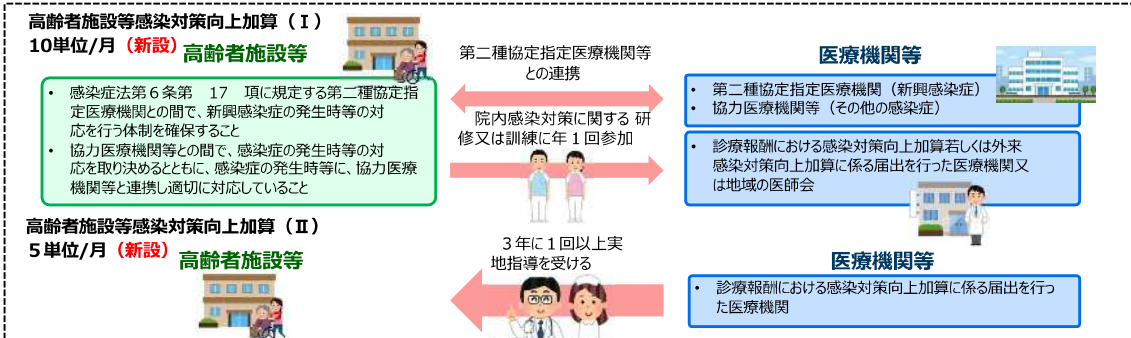 高齢者施設等感染対策向上加算（Ⅰ）
10単位/月（新設）
高齢者施設等
• 感染症法第６条第　17　項に規定する第二種協定指
定医療機関との間で、新興感染症の発生時等の対
応を行う体制を確保すること
• 協力医療機関等との間で、感染症の発生時等の対
応を取り決めるとともに、感染症の発生時等に、協力医療
機関等と連携し適切に対応していること
第二種協定指定医療機関等
との連携
院内感染対策に関する 研
修又は訓練に年１回参加
医療機関等
• 第二種協定指定医療機関（新興感染症）
• 協力医療機関等（その他の感染症）
• 診療報酬における感染対策向上加算若しくは外来
感染対策向上加算に係る届出を行った医療機関又
は地域の医師会
高齢者施設等感染対策向上加算（Ⅱ）
５単位/月（新設）
高齢者施設等
３年に１回以上実
地指導を受ける
医療機関等
• 診療報酬における感染対策向上加算に係る届出を行っ
た医療機関